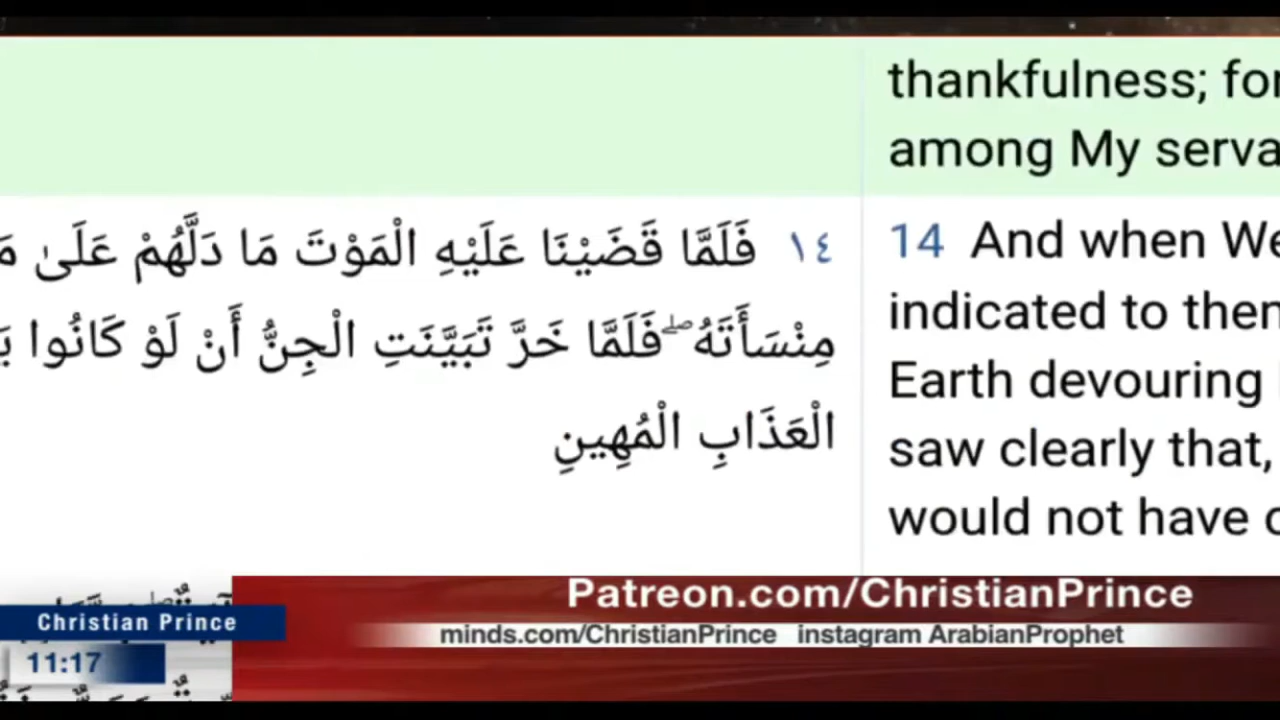 thankfulness; for
among My serva
١٤ فَلَمَّا قَضَيْنَا عَلَيْهِ الْمَوْتَ مَا دَلَّهُمْ عَلَىٰ
مِنْسَأَتَهُ ۖ فَلَمَّا خَرَّ تَبَيَّنَتِ الْجِنُّ أَنْ لَوْ كَانُوا
الْعَذَابِ الْمُهِينِ
14 And when We
indicated to them
Earth devouring
saw clearly that,
would not have
Patreon.com/ChristianPrince
minds.com/ChristianPrince instagram ArabianProphet
Christian Prince
11:17